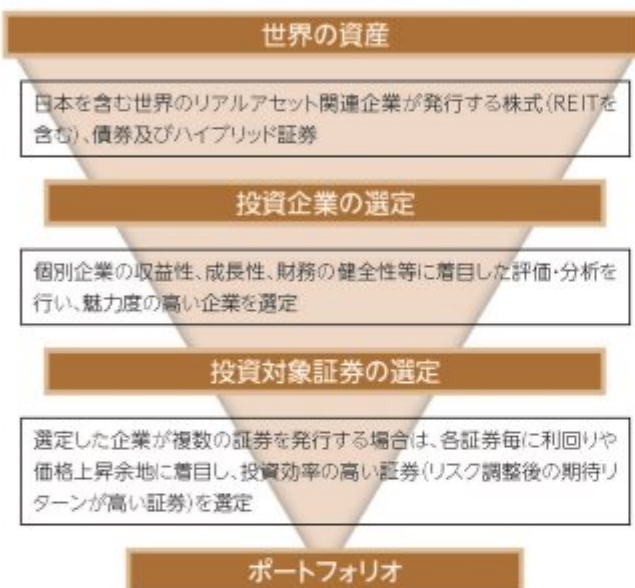 世界の資産
日本を含む世界のリアルアセット関連企業が発行する株式(REITを
含む)、債券及びハイブリッド証券
投資企業の選定
個別企業の収益性、成長性、財務の健全性等に着目した評価・分析を
行い、魅力度の高い企業を選定
投資対象証券の選定
選定した企業が複数の証券を発行する場合は、各証券毎に利回りや
価格上昇余地に着目し、投資効率の高い証券(リスク調整後の期待リ
ターンが高い証券)を選定
ポートフォリオ